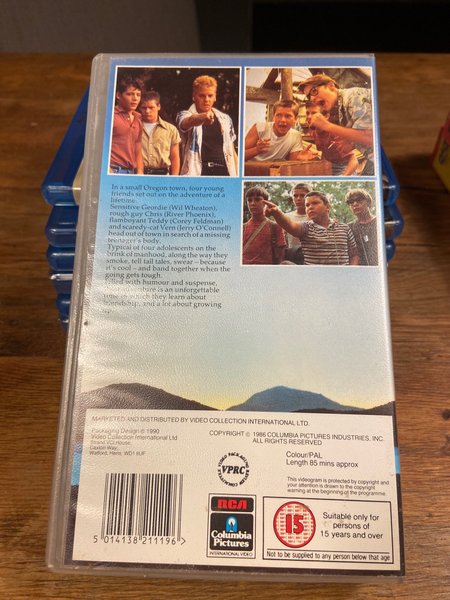 In a small Oregon town, four young
friends set out on the adventure of a
lifetime.
Sensitive Geordie (Wil Wheaton),
rough guy Chris (River Phoenix),
flamboyant Teddy (Corey Feldman)
and scaredy-cat Vern (Jerry O'Connell)
head out of town in search of a missing
teenager's body.
Typical of four adolescents on the
brink of manhood, along the way they
smoke, tell tall tales, swear – because
it's cool – and band together when the
going gets tough.
Filled with humour and suspense,
is an unforgettable
in which they learn about
friendship, and a lot about growing
MARKETED AND DISTRIBUTED BY VIDEO COLLECTION INTERNATIONAL LTD.
Packaging Design © 1990
Video Collection International Ltd
Strand VCI House,
Caxton Way,
Watford, Herts, WD1 8UF
COPYRIGHT © 1986 COLUMBIA PICTURES INDUSTRIES, INC.
ALL RIGHTS RESERVED
Colour/PAL
Length 85 mins approx
This videogram is protected by copyright and
your attention is drawn to the copyright
warning at the beginning of the programme.
VPRC
5 014138 211196 >
RCA
Columbia
Pictures
INTERNATIONAL VIDEO
15
Suitable only for
persons of
15 years and over
Not to be supplied to any person below that age